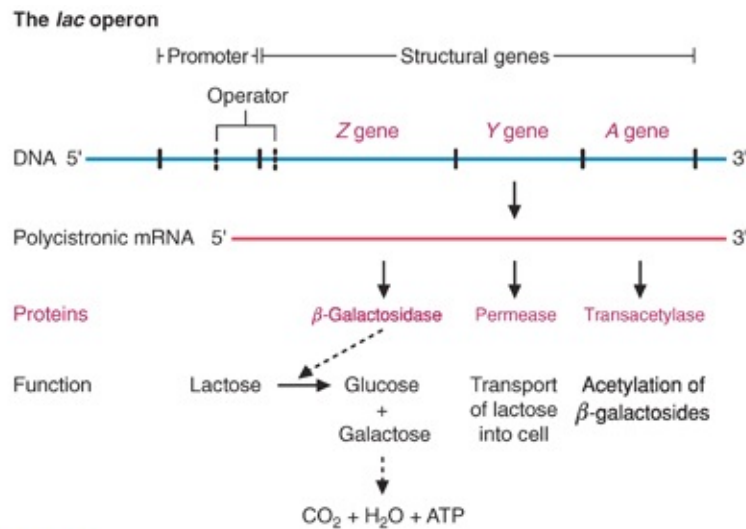 The lac operon
Promoter Structural genes
Operator
Z gene Y gene A gene
DNA 5' 3'
Polycistronic mRNA 5' 3'
Proteins β-Galactosidase Permease Transacetylase
Function Lactose Glucose Transport Acetylation of
+ of lactose β-galactosides
Galactose into cell
CO₂ + H₂O + ATP